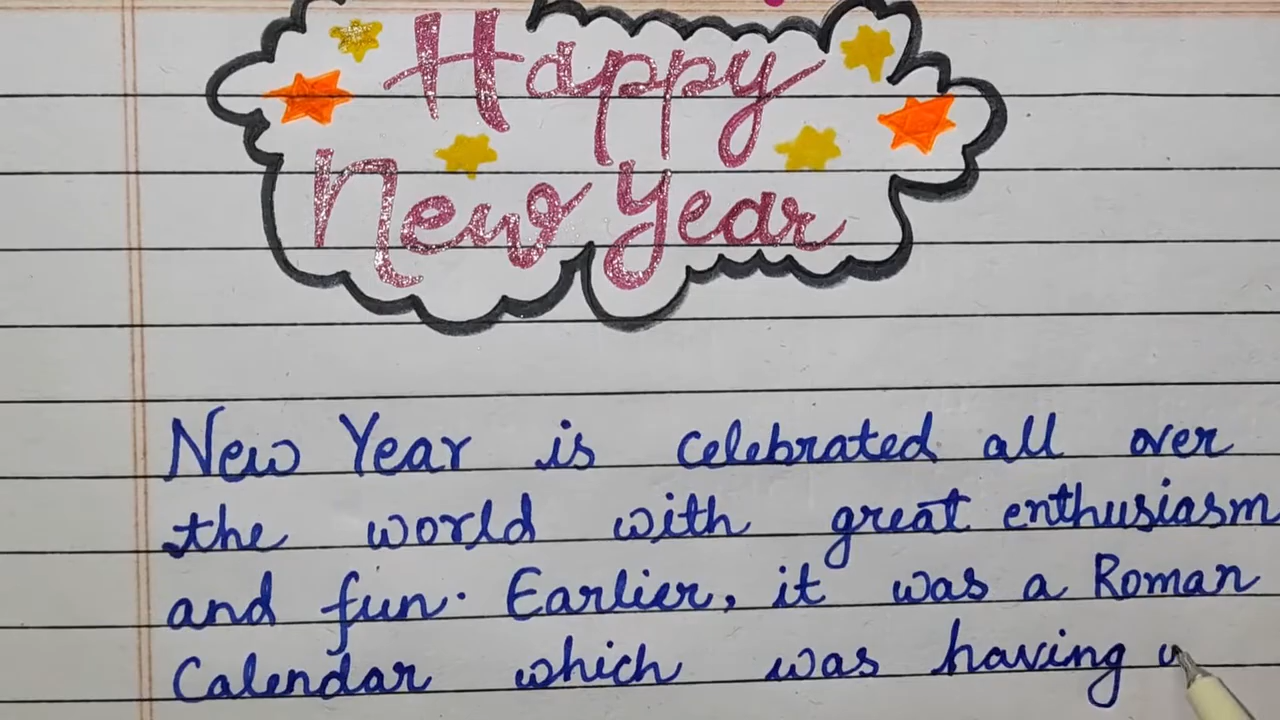 Happy
New Year
New Year is celebrated all over
the world with great enthusiasm
and fun. Earlier, it was a Roman
Calendar which was having